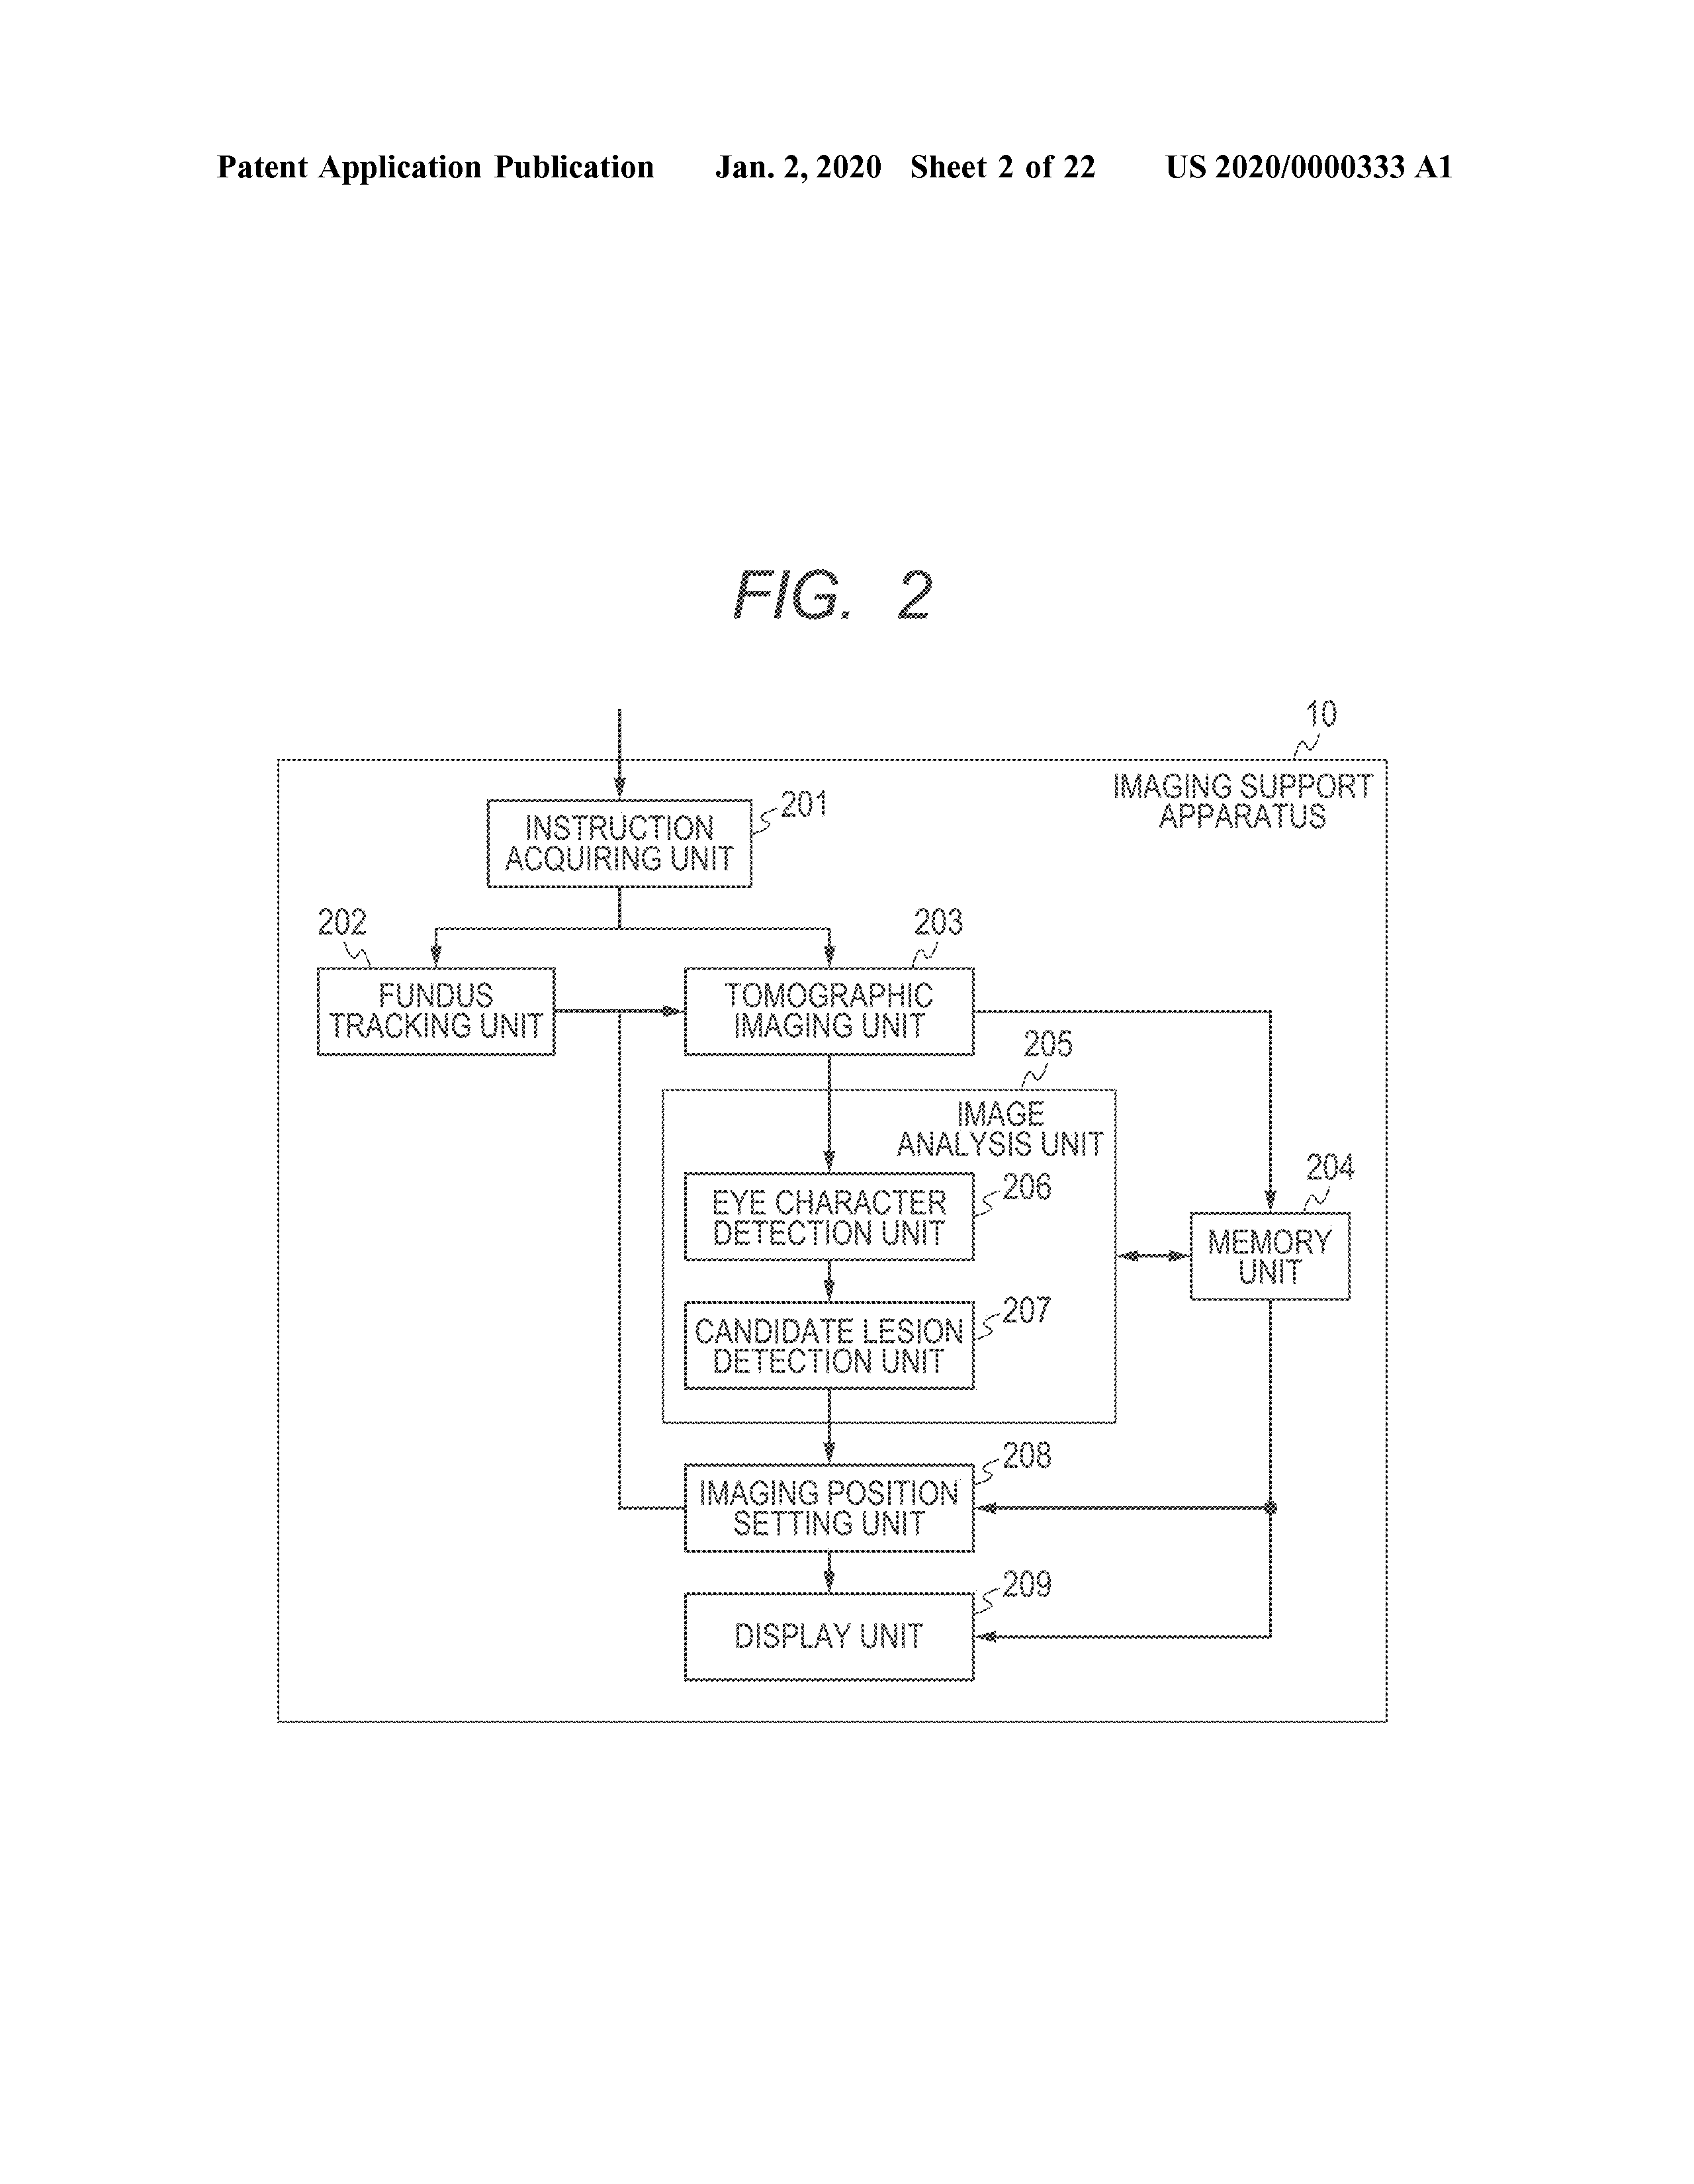 Patent Application Publication Jan. 2, 2020 Sheet 2 of 22 US 2020/0000333 A1
FIG. 2
10
IMAGING SUPPORT
APPARATUS
201
INSTRUCTION
ACQUIRING UNIT
202
203
FUNDUS
TRACKING UNIT
TOMOGRAPHIC
IMAGING UNIT
205
IMAGE
ANALYSIS UNIT
204
206
EYE CHARACTER
DETECTION UNIT
MEMORY
UNIT
207
CANDIDATE LESION
DETECTION UNIT
208
IMAGING POSITION
SETTING UNIT
209
DISPLAY UNIT